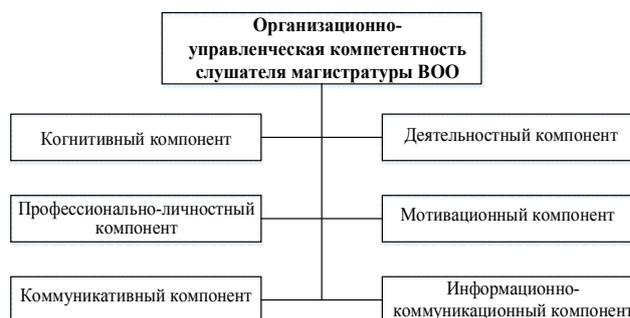 Организационно-
управленческая компетентность
слушателя магистратуры ВОО
Когнитивный компонент
Деятельностный компонент
Профессионально-личностный
компонент
Мотивационный компонент
Коммуникативный компонент
Информационно-
коммуникационный компонент